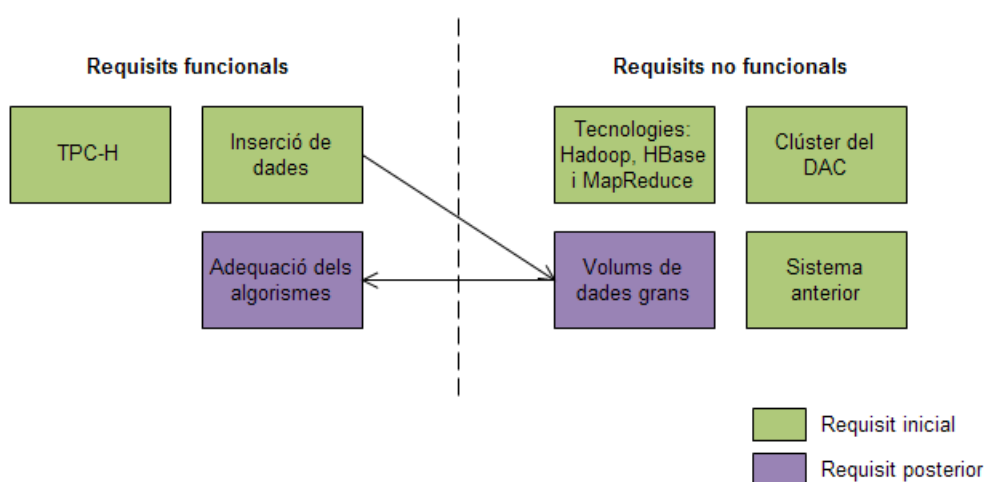 Requisits funcionals
TPC-H
Inserció de
dades
Adequació dels
algorismes
Requisits no funcionals
Tecnologies:
Hadoop, HBase
i MapReduce
Clúster del
DAC
Volums de
dades grans
Sistema
anterior
Requisit inicial
Requisit posterior